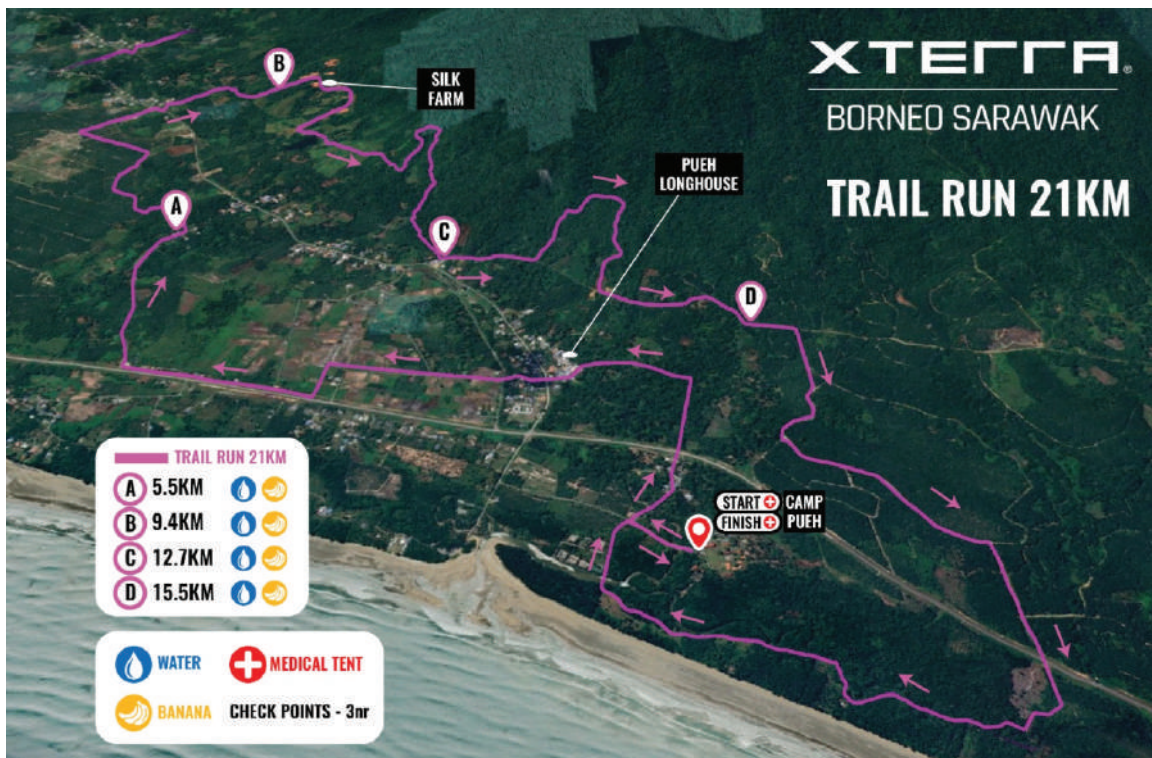 XTERRA®
BORNEO SARAWAK
TRAIL RUN 21KM
B
SILK
FARM
PUEH
LONGHOUSE
A
C
D
START CAMP
FINISH PUEH
TRAIL RUN 21KM
A 5.5KM
B 9.4KM
C 12.7KM
D 15.5KM
WATER MEDICAL TENT
BANANA CHECK POINTS - 3nr